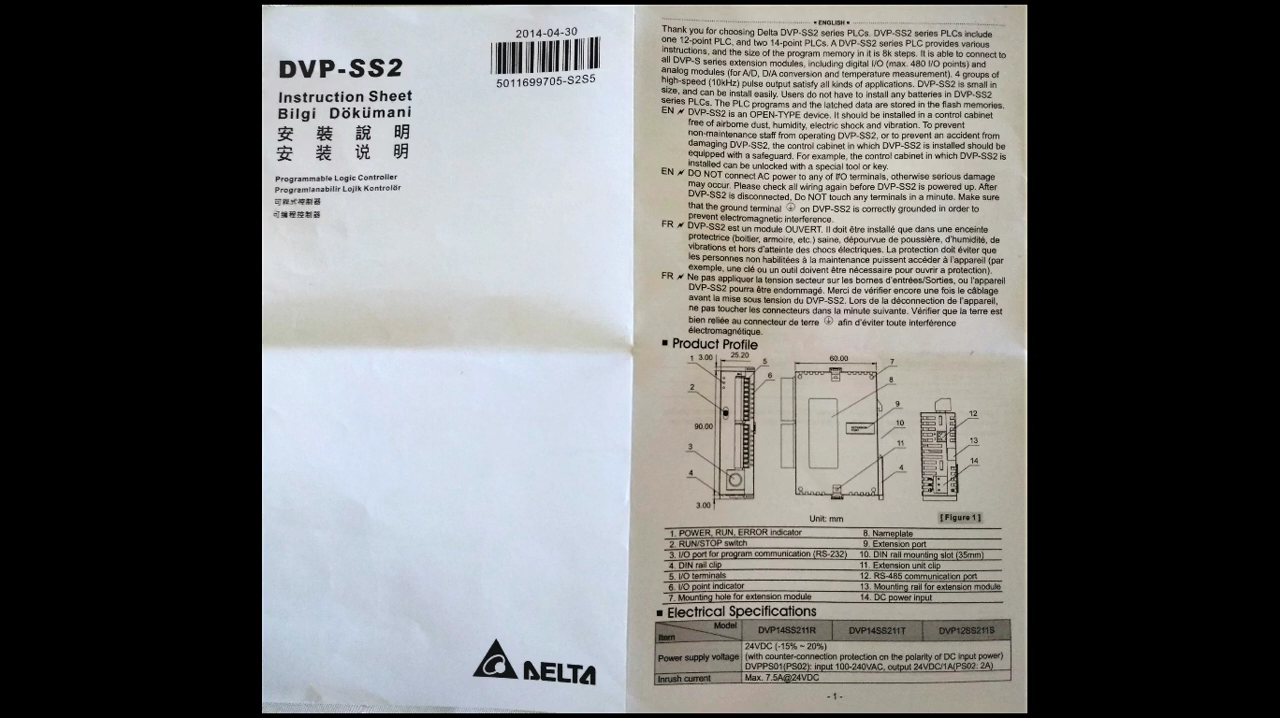 2014-04-30
5011699705-S2S5
DVP-SS2
Instruction Sheet
Bilgi Dökümani
安 裝 說 明
安 装 说 明
Programmable Logic Controller
Programlanabilir Lojik Kontrolör
可程式控制器
可编程控制器
DELTA
ENGLISH
Thank you for choosing Delta DVP-SS2 series PLCs. DVP-SS2 series PLCs include
one 12-point PLC, and two 14-point PLCs. A DVP-SS2 series PLC provides various
instructions, and the size of the program memory in it is 8k steps. It is able to connect to
all DVP-S series extension modules, including digital I/O (max. 480 I/O points) and
analog modules (for A/D, D/A conversion and temperature measurement). 4 groups of
high-speed (10kHz) pulse output satisfy all kinds of applications. DVP-SS2 is small in
size, and can be install easily. Users do not have to install any batteries in DVP-SS2
series PLCs. The PLC programs and the latched data are stored in the flash memories.
EN DVP-SS2 is an OPEN-TYPE device. It should be installed in a control cabinet
free of airborne dust, humidity, electric shock and vibration. To prevent
non-maintenance staff from operating DVP-SS2, or to prevent an accident from
damaging DVP-SS2, the control cabinet in which DVP-SS2 is installed should be
equipped with a safeguard. For example, the control cabinet in which DVP-SS2 is
installed can be unlocked with a special tool or key.
EN DO NOT connect AC power to any of I/O terminals, otherwise serious damage
may occur. Please check all wiring again before DVP-SS2 is powered up. After
DVP-SS2 is disconnected, Do NOT touch any terminals in a minute. Make sure
that the ground terminal on DVP-SS2 is correctly grounded in order to
prevent electromagnetic interference.
FR DVP-SS2 est un module OUVERT. Il doit être installé que dans une enceinte
protectrice (boitier, armoire, etc.) saine, dépourvue de poussière, d'humidité, de
vibrations et hors d'atteinte des chocs électriques. La protection doit éviter que
les personnes non habilitées à la maintenance puissent accéder à l'appareil (par
exemple, une clé ou un outil doivent être nécessaire pour ouvrir a protection).
FR Ne pas appliquer la tension secteur sur les bornes d'entrées/Sorties, ou l'appareil
DVP-SS2 pourra être endommagé. Merci de vérifier encore une fois le câblage
avant la mise sous tension du DVP-SS2. Lors de la déconnection de l'appareil,
ne pas toucher les connecteurs dans la minute suivante. Vérifier que la terre est
bien reliée au connecteur de terre afin d'éviter toute interférence
électromagnétique.
■ Product Profile
1 3.00 25.20 5 60.00 7
6 8
2 9 12
90.00 10
11 13
3 14
4 4
3.00
Unit: mm [ Figure 1 ]
1. POWER, RUN, ERROR indicator 8. Nameplate
2. RUN/STOP switch 9. Extension port
3. I/O port for program communication (RS-232) 10. DIN rail mounting slot (35mm)
4. DIN rail clip 11. Extension unit clip
5. I/O terminals 12. RS-485 communication port
6. I/O point indicator 13. Mounting rail for extension module
7. Mounting hole for extension module 14. DC power input
■ Electrical Specifications
Model
Item DVP14SS211R DVP14SS211T DVP12SS211S
24VDC (-15% ~ 20%)
Power supply voltage (with counter-connection protection on the polarity of DC input power)
DVPPS01(PS02): input 100-240VAC, output 24VDC/1A(PS02: 2A)
Inrush current Max. 7.5A@24VDC
- 1 -